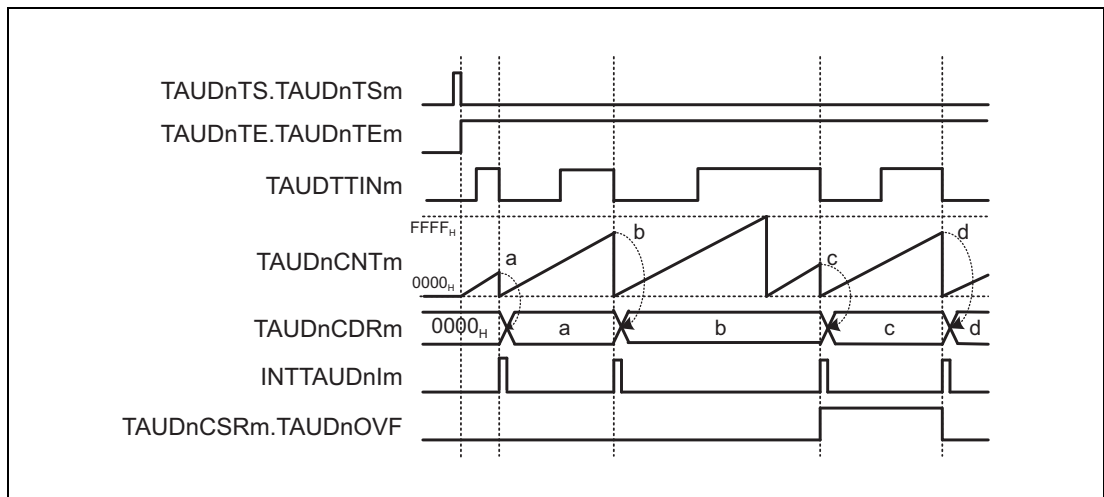 TAUDnTS.TAUDnTSm
TAUDnTE.TAUDnTEm
TAUDTTINm
FFFFH
TAUDnCNTm
0000H
a
b
c
d
TAUDnCDRm
0000H
a
b
c
d
INTTAUDnIm
TAUDnCSRm.TAUDnOVF